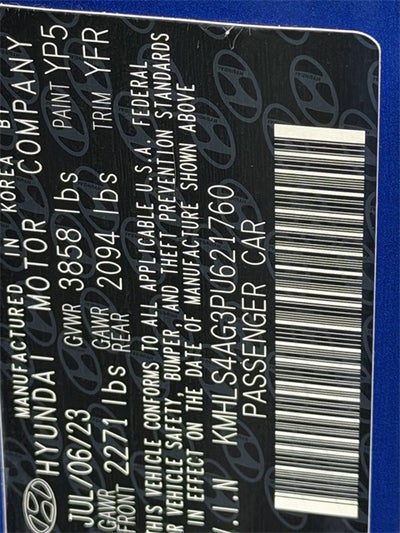 MANUFACTURED IN KOREA BY
HYUNDAI MOTOR COMPANY
JUL/06/23 GVWR 3858 lbs PAINT YP5
GAWR FRONT 2271 lbs GAWR REAR 2094 lbs TRIM YFR
THIS VEHICLE CONFORMS TO ALL APPLICABLE U.S.A. FEDERAL
MOTOR VEHICLE SAFETY, BUMPER, AND THEFT PREVENTION STANDARDS
IN EFFECT ON THE DATE OF MANUFACTURE SHOWN ABOVE
V.I.N KMHLS4AG3PU621760
PASSENGER CAR